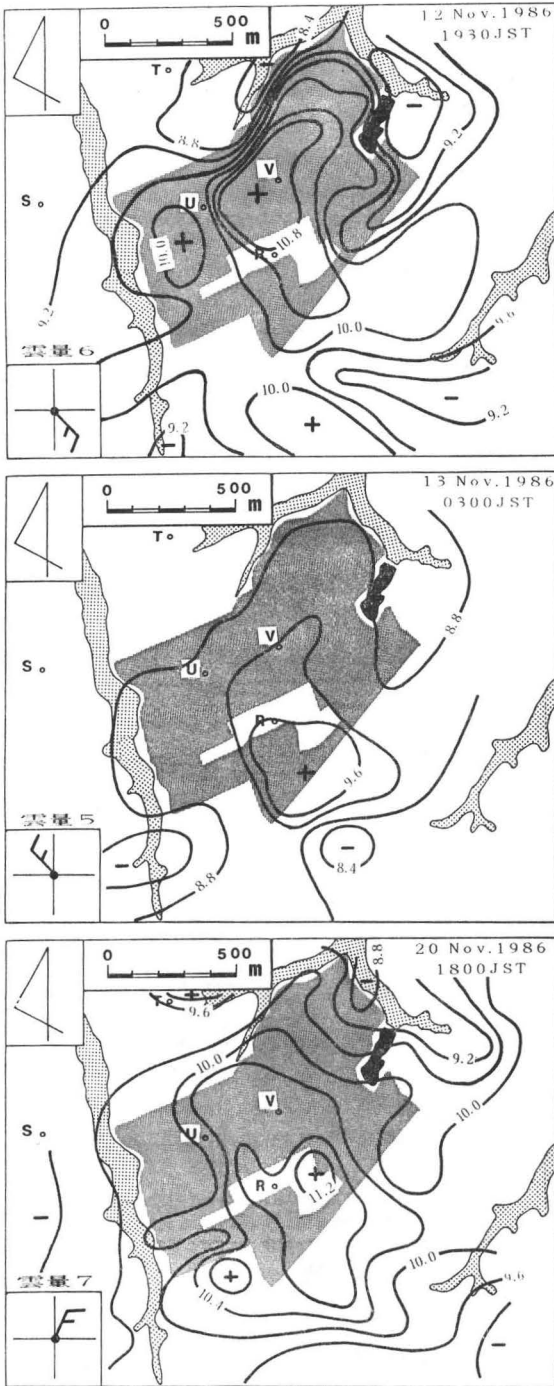 0 500
m
12 Nov.1986
1930JST
8.4
T
8.8
9.2
V
S
U
10.0
10.8
R
9.2
10.0
9.6
雲量6
10.0
9.2
9.2
0 500
m
13 Nov.1986
0300JST
T
8.8
V
S
U
R
9.6
雲量5
8.8
8.4
0 500
m
20 Nov.1986
1800JST
8.8
T
9.6
10.0
9.2
10.0
V
S
U
R
11.2
10.0
9.6
雲量7
10.4